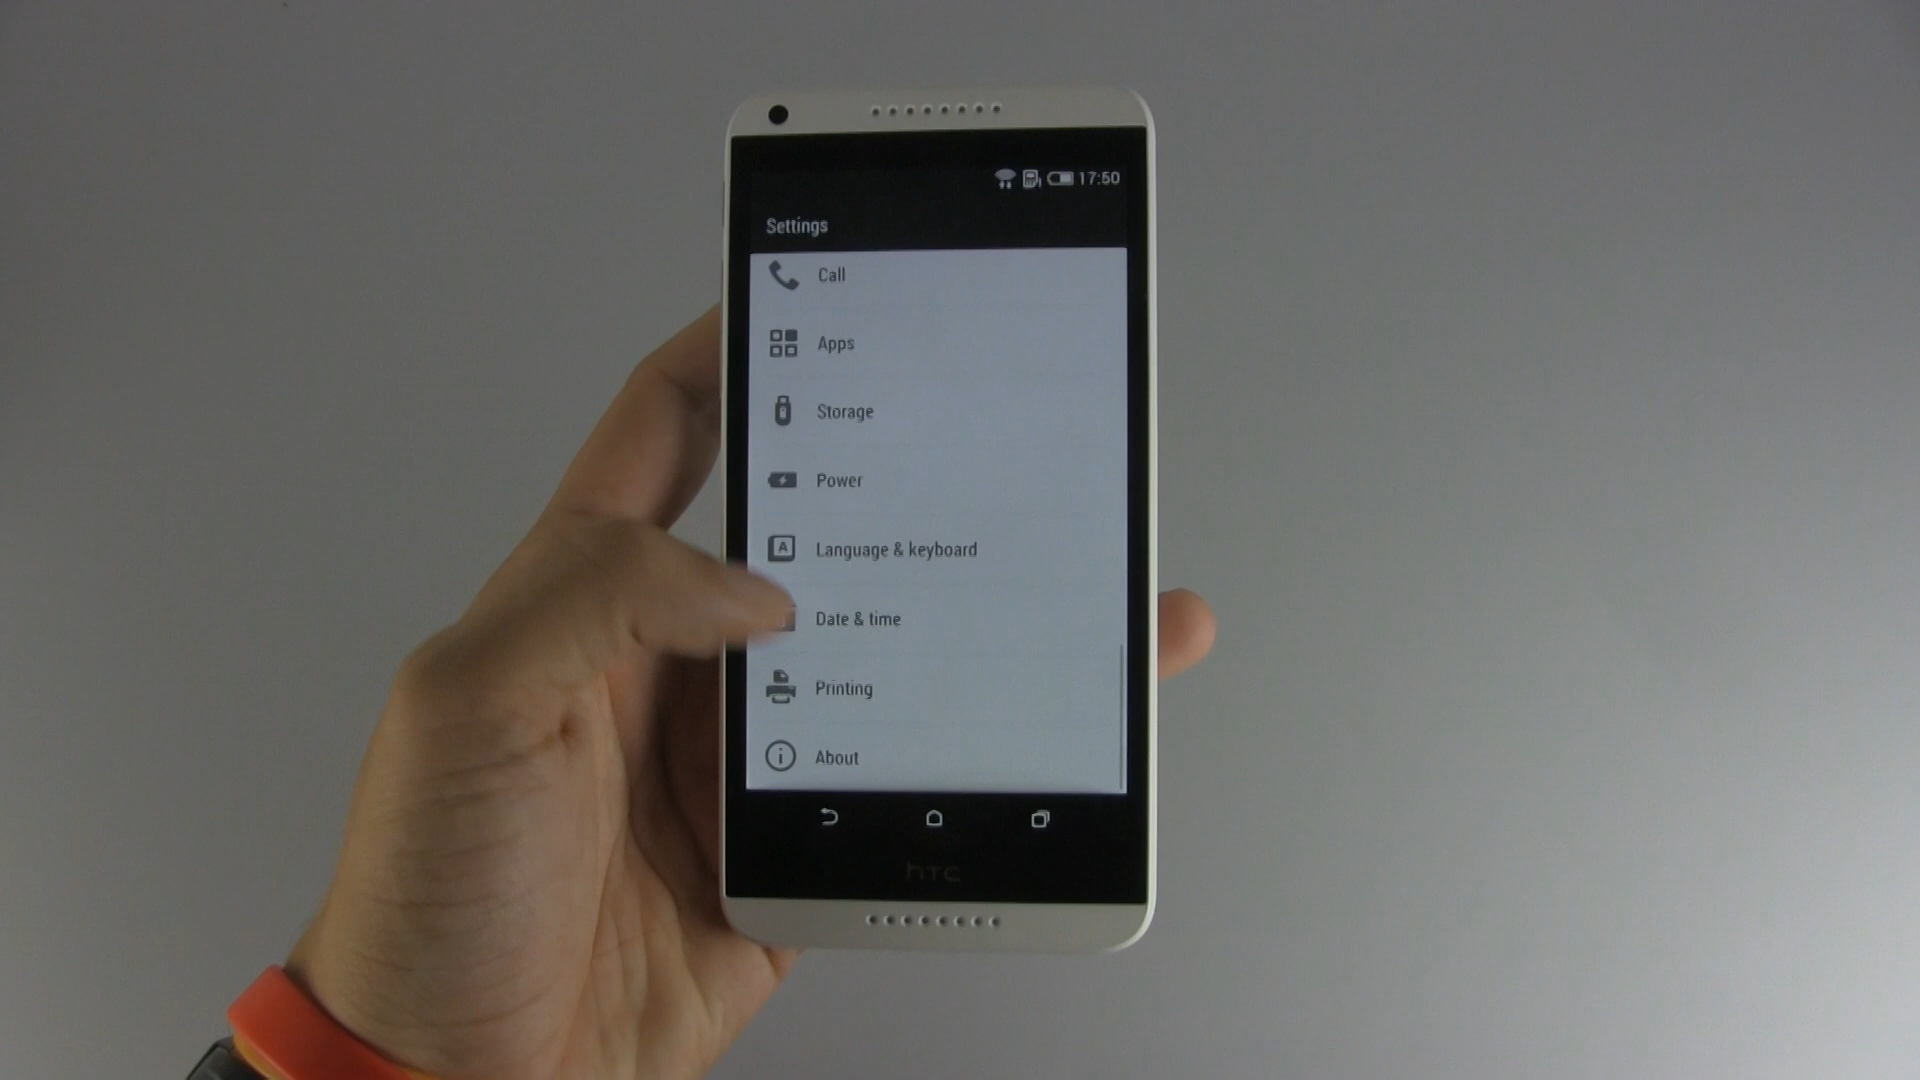 17:50
Settings
Call
Apps
Storage
Power
A
Language & keyboard
Date & time
Printing
About
hTC